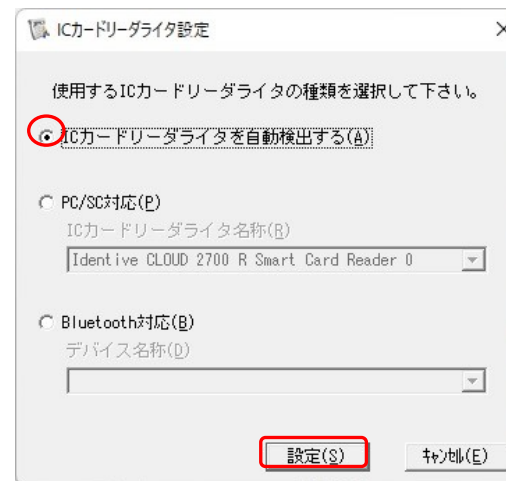 ICカードリーダライタ設定
使用するICカードリーダライタの種類を選択して下さい。
ICカードリーダライタを自動検出する(A)
PC/SC対応(P)
ICカードリーダライタ名称(R)
Identive CLOUD 2700 R Smart Card Reader 0
Bluetooth対応(B)
デバイス名称(D)
設定(S) ｷｬﾝｾﾙ(E)